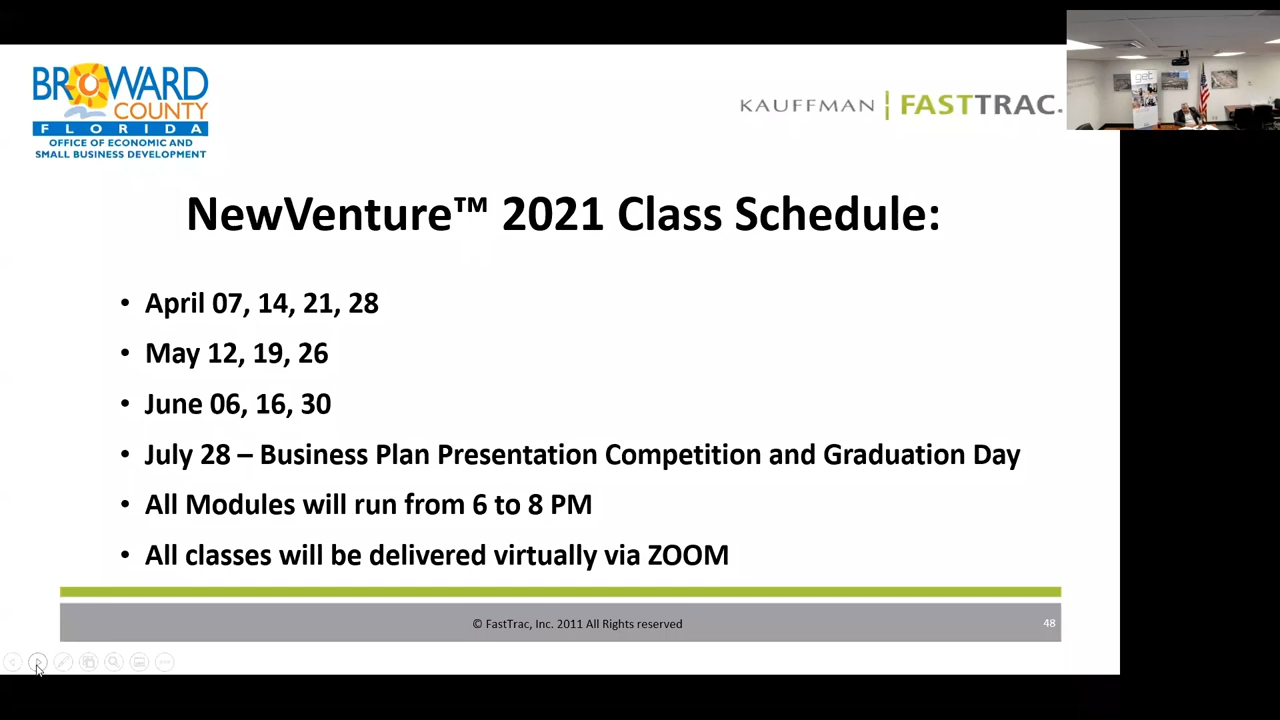 BROWARD
COUNTY
FLORIDA
OFFICE OF ECONOMIC AND
SMALL BUSINESS DEVELOPMENT
KAUFFMAN | FASTTRAC.
get
NewVenture™ 2021 Class Schedule:
• April 07, 14, 21, 28
• May 12, 19, 26
• June 06, 16, 30
• July 28 – Business Plan Presentation Competition and Graduation Day
• All Modules will run from 6 to 8 PM
• All classes will be delivered virtually via ZOOM
© FastTrac, Inc. 2011 All Rights reserved
48